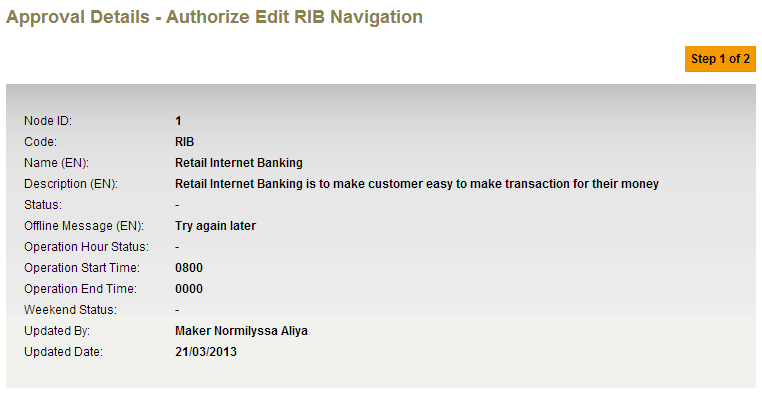 Approval Details - Authorize Edit RIB Navigation
Step 1 of 2
Node ID: 1
Code: RIB
Name (EN): Retail Internet Banking
Description (EN): Retail Internet Banking is to make customer easy to make transaction for their money
Status: -
Offline Message (EN): Try again later
Operation Hour Status: -
Operation Start Time: 0800
Operation End Time: 0000
Weekend Status: -
Updated By: Maker Normilyssa Aliya
Updated Date: 21/03/2013